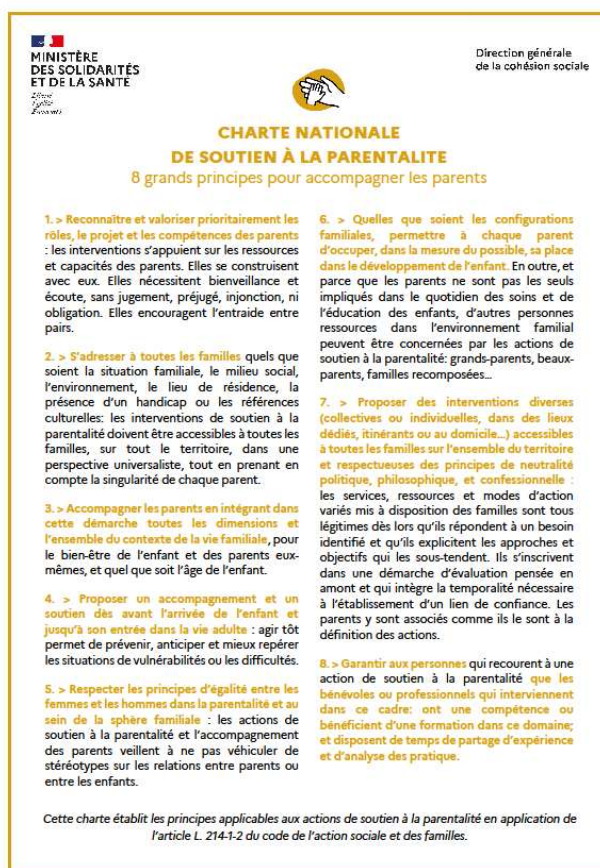 MINISTÈRE
DES SOLIDARITÉS
ET DE LA SANTÉ
Liberté
Égalité
Fraternité
Direction générale
de la cohésion sociale
CHARTE NATIONALE
DE SOUTIEN À LA PARENTALITE
8 grands principes pour accompagner les parents
1. > Reconnaître et valoriser prioritairement les
rôles, le projet et les compétences des parents
: les interventions s'appuient sur les ressources
et capacités des parents. Elles se construisent
avec eux. Elles nécessitent bienveillance et
écoute, sans jugement, préjugé, injonction, ni
obligation. Elles encouragent l'entraide entre
pairs.
2. > S'adresser à toutes les familles quels que
soient la situation familiale, le milieu social,
l'environnement, le lieu de résidence, la
présence d'un handicap ou les références
culturelles: les interventions de soutien à la
parentalité doivent être accessibles à toutes les
familles, sur tout le territoire, dans une
perspective universaliste, tout en prenant en
compte la singularité de chaque parent.
3. > Accompagner les parents en intégrant dans
cette démarche toutes les dimensions et
l'ensemble du contexte de la vie familiale, pour
le bien-être de l'enfant et des parents eux-
mêmes, et quel que soit l'âge de l'enfant.
4. > Proposer un accompagnement et un
soutien dès avant l'arrivée de l'enfant et
jusqu'à son entrée dans la vie adulte : agir tôt
permet de prévenir, anticiper et mieux repérer
les situations de vulnérabilités ou les difficultés.
5. > Respecter les principes d'égalité entre les
femmes et les hommes dans la parentalité et au
sein de la sphère familiale : les actions de
soutien à la parentalité et l'accompagnement
des parents veillent à ne pas véhiculer de
stéréotypes sur les relations entre parents ou
entre les enfants.
6. > Quelles que soient les configurations
familiales, permettre à chaque parent
d'occuper, dans la mesure du possible, sa place
dans le développement de l'enfant. En outre, et
parce que les parents ne sont pas les seuls
impliqués dans le quotidien des soins et de
l'éducation des enfants, d'autres personnes
ressources dans l'environnement familial
peuvent être concernées par les actions de
soutien à la parentalité: grands-parents, beaux-
parents, familles recomposées...
7. > Proposer des interventions diverses
(collectives ou individuelles, dans des lieux
dédiés, itinérants ou au domicile...) accessibles
à toutes les familles sur l'ensemble du territoire
et respectueuses des principes de neutralité
politique, philosophique, et confessionnelle :
les services, ressources et modes d'action
variés mis à disposition des familles sont tous
légitimes dès lors qu'ils répondent à un besoin
identifié et qu'ils explicitent les approches et
objectifs qui les sous-tendent. Ils s'inscrivent
dans une démarche d'évaluation pensée en
amont et qui intègre la temporalité nécessaire
à l'établissement d'un lien de confiance. Les
parents y sont associés comme ils le sont à la
définition des actions.
8. > Garantir aux personnes qui recourent à une
action de soutien à la parentalité que les
bénévoles ou professionnels qui interviennent
dans ce cadre: ont une compétence ou
bénéficient d'une formation dans ce domaine;
et disposent de temps de partage d'expérience
et d'analyse des pratique.
Cette charte établit les principes applicables aux actions de soutien à la parentalité en application de
l'article L. 214-1-2 du code de l'action sociale et des familles.